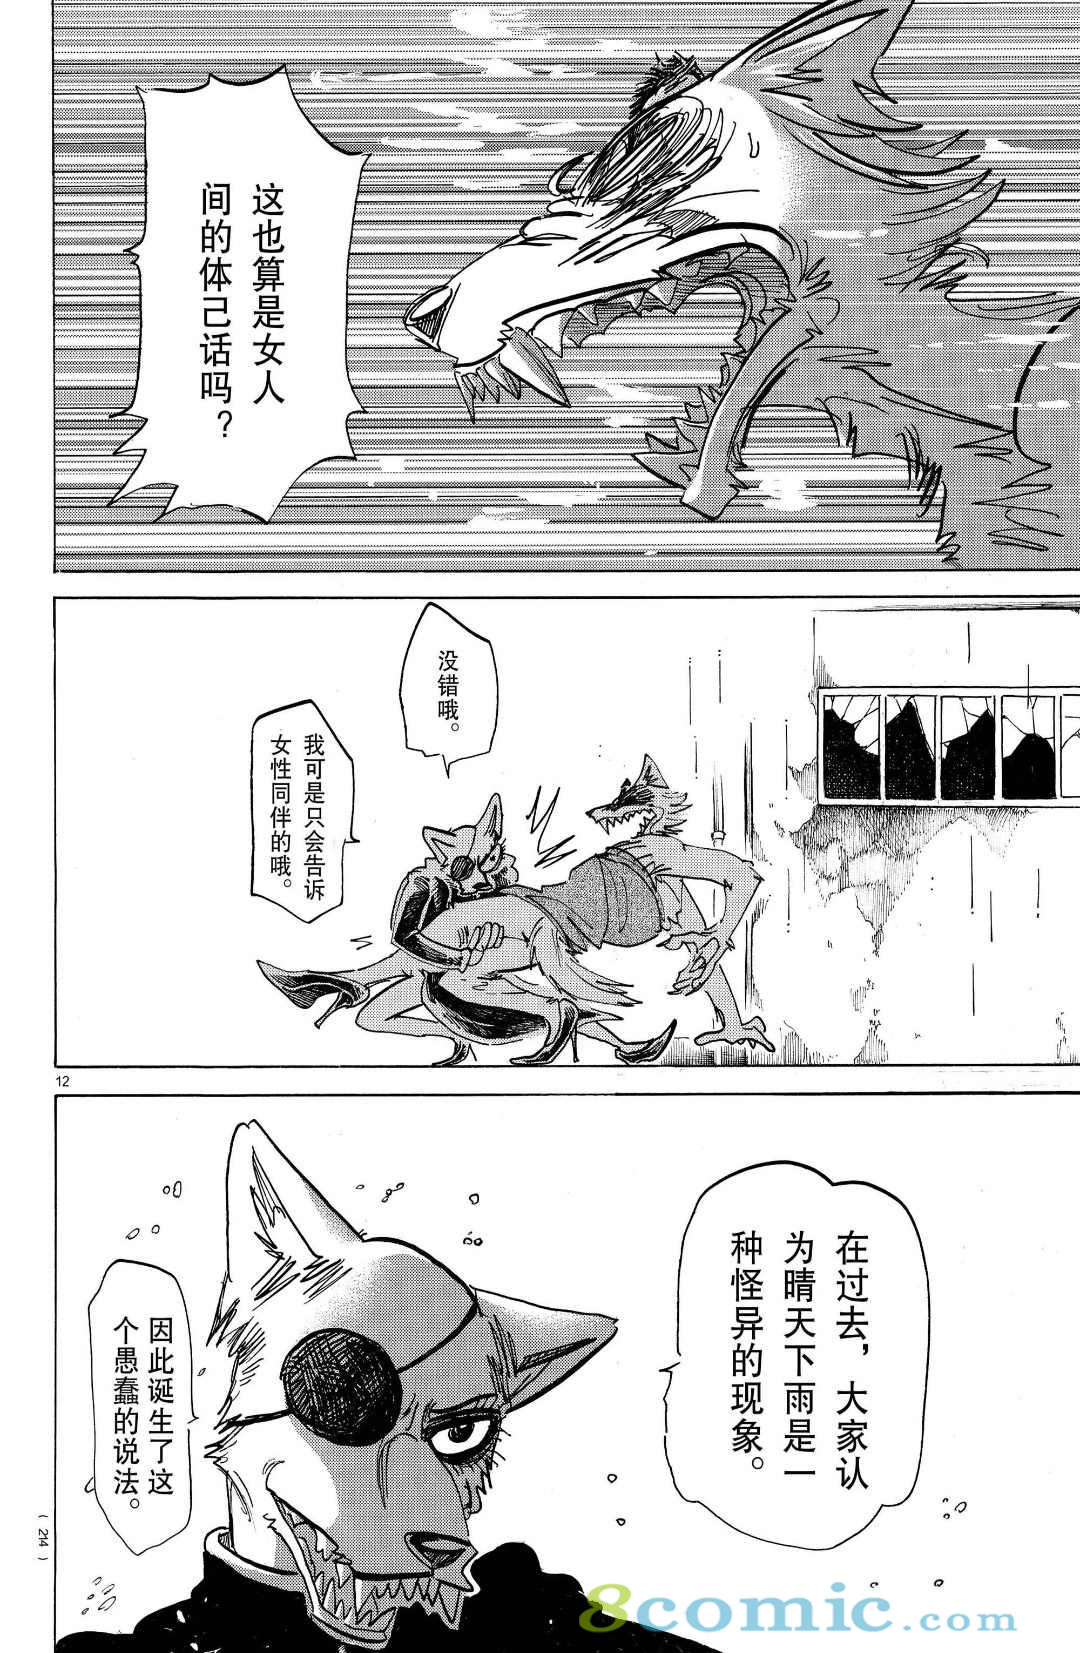 这也算是女人
间的体己话吗？
没错哦。
我可是只会告诉
女性同伴的哦。
12
在过去，大家认
为晴天下雨是一
种怪异的现象。
因此诞生了这
个愚蠢的说法。
( 214 )
8comic.com